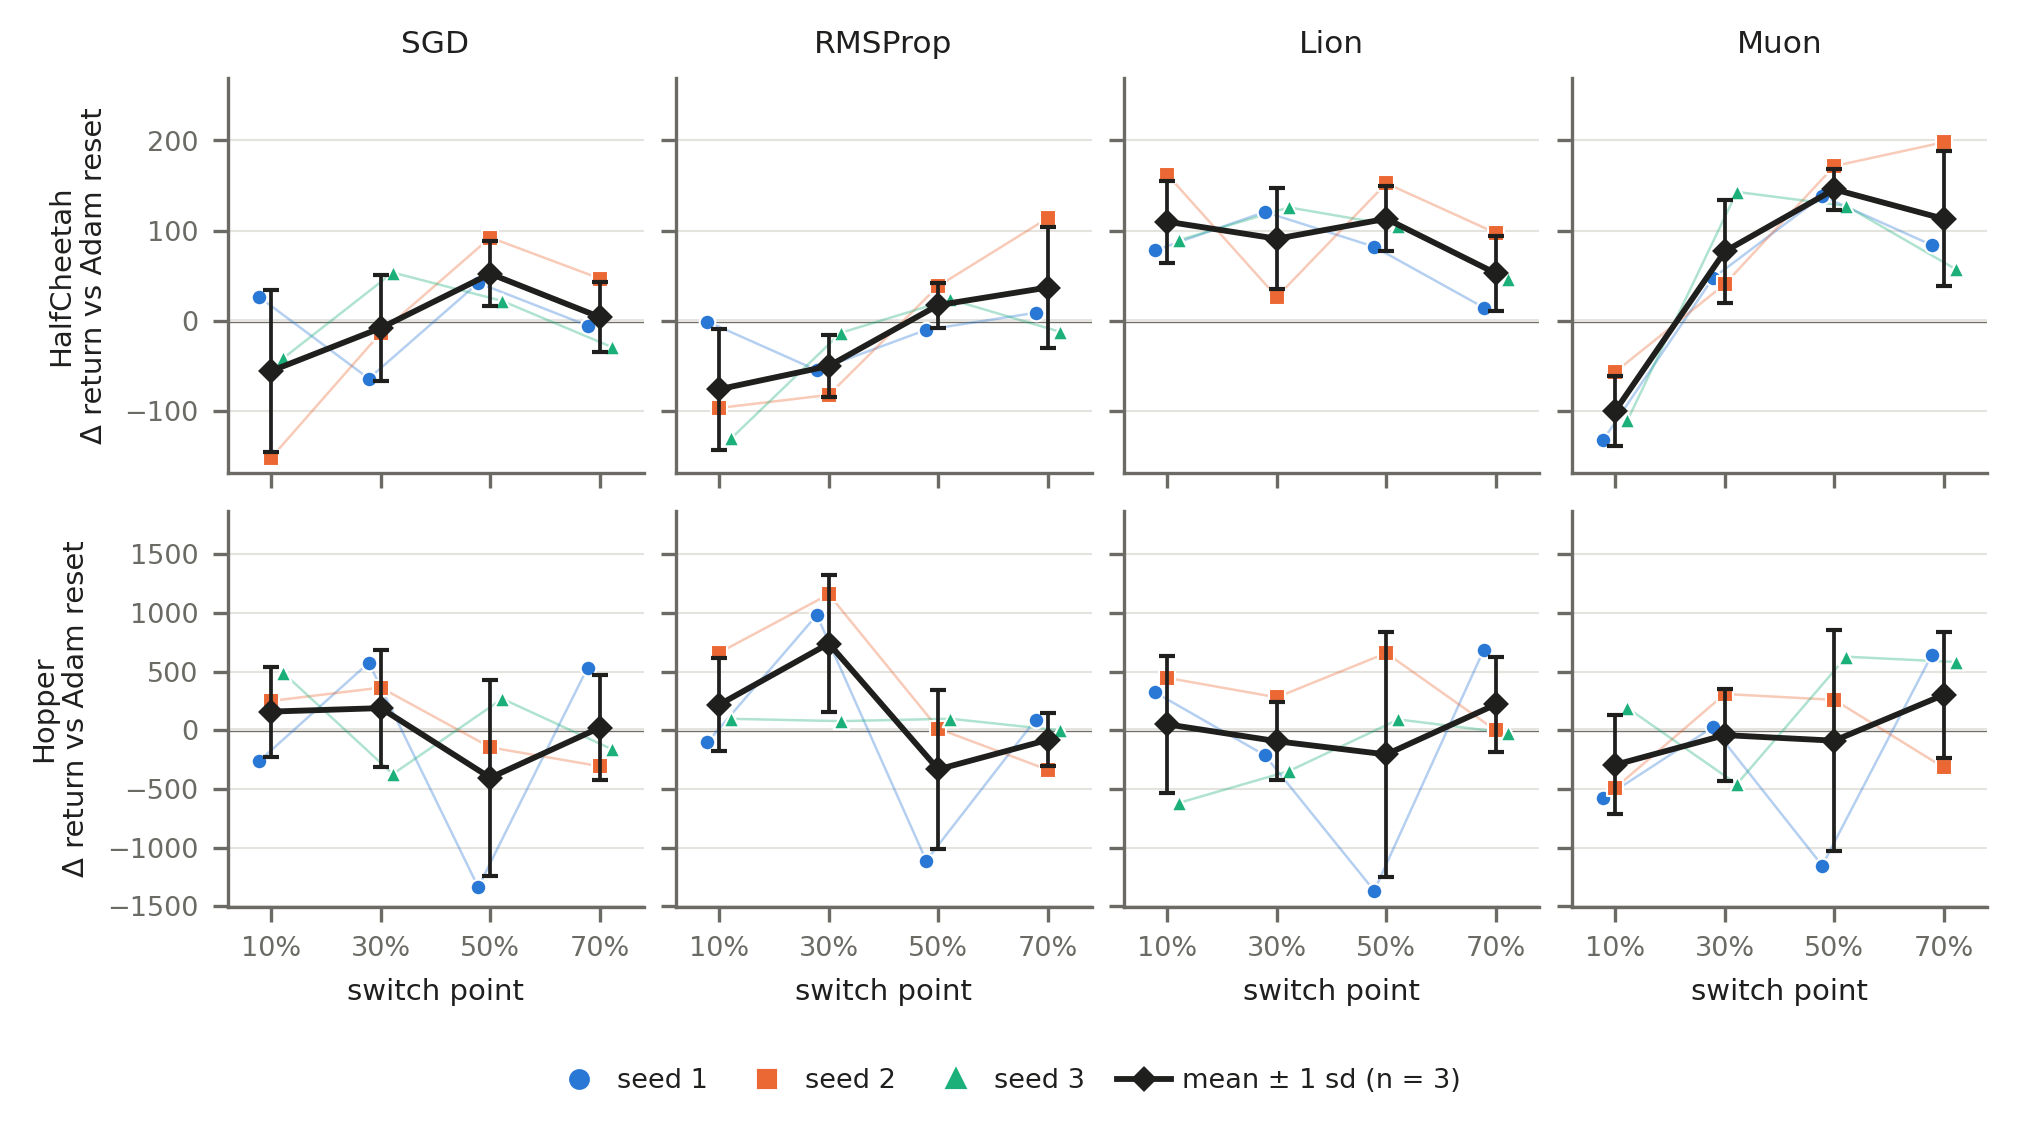 SGD
RMSProp
Lion
Muon
HalfCheetah
Δ return vs Adam reset
200
100
0
−100
Hopper
Δ return vs Adam reset
1500
1000
500
0
−500
−1000
−1500
10% 30% 50% 70%
10% 30% 50% 70%
10% 30% 50% 70%
10% 30% 50% 70%
switch point
switch point
switch point
switch point
seed 1
seed 2
seed 3
mean ± 1 sd (n = 3)